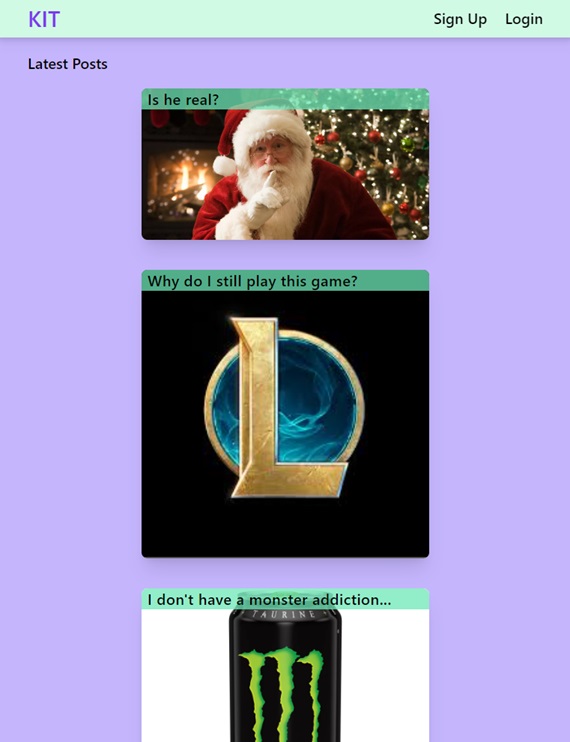 KIT
Sign Up Login
Latest Posts
Is he real?
Why do I still play this game?
L
I don't have a monster addiction...
TAURINE